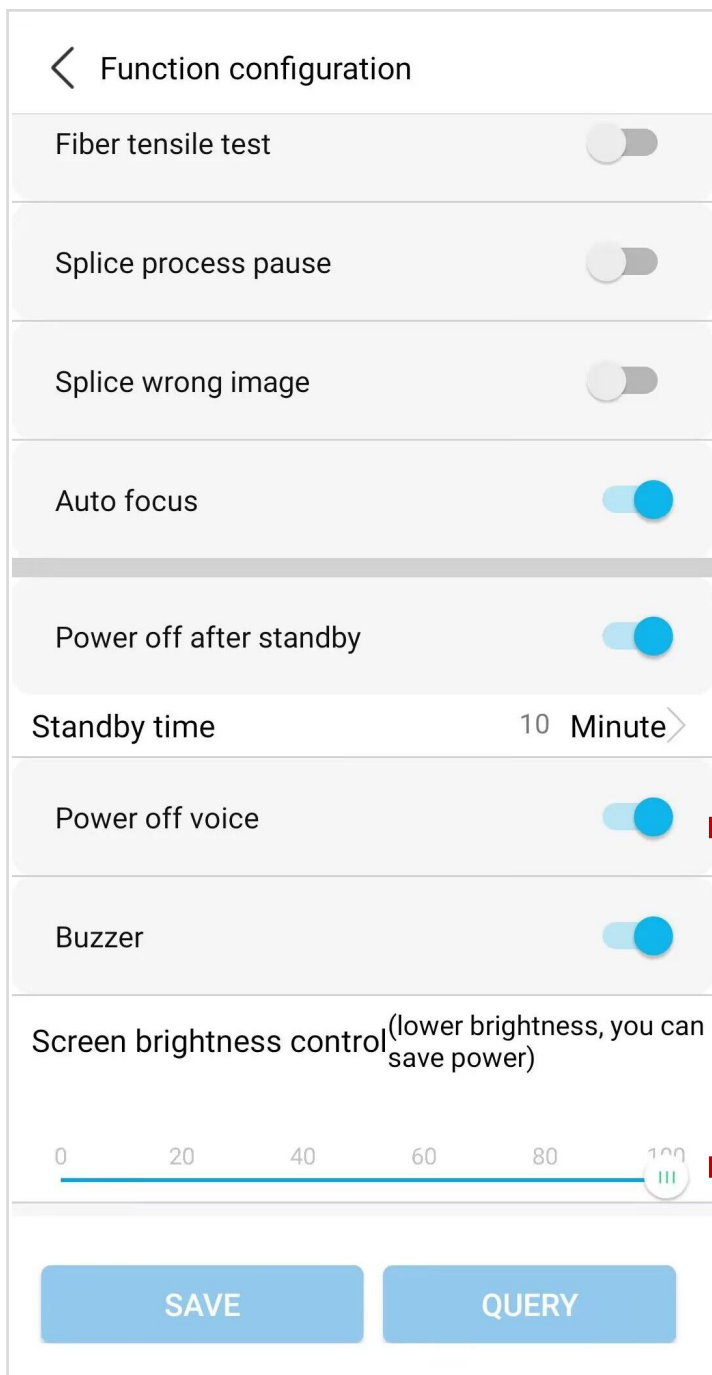 Function configuration
Fiber tensile test
Splice process pause
Splice wrong image
Auto focus
Power off after standby
Standby time 10 Minute
Power off voice
Buzzer
Screen brightness control (lower brightness, you can
save power)
0 20 40 60 80 100
SAVE QUERY